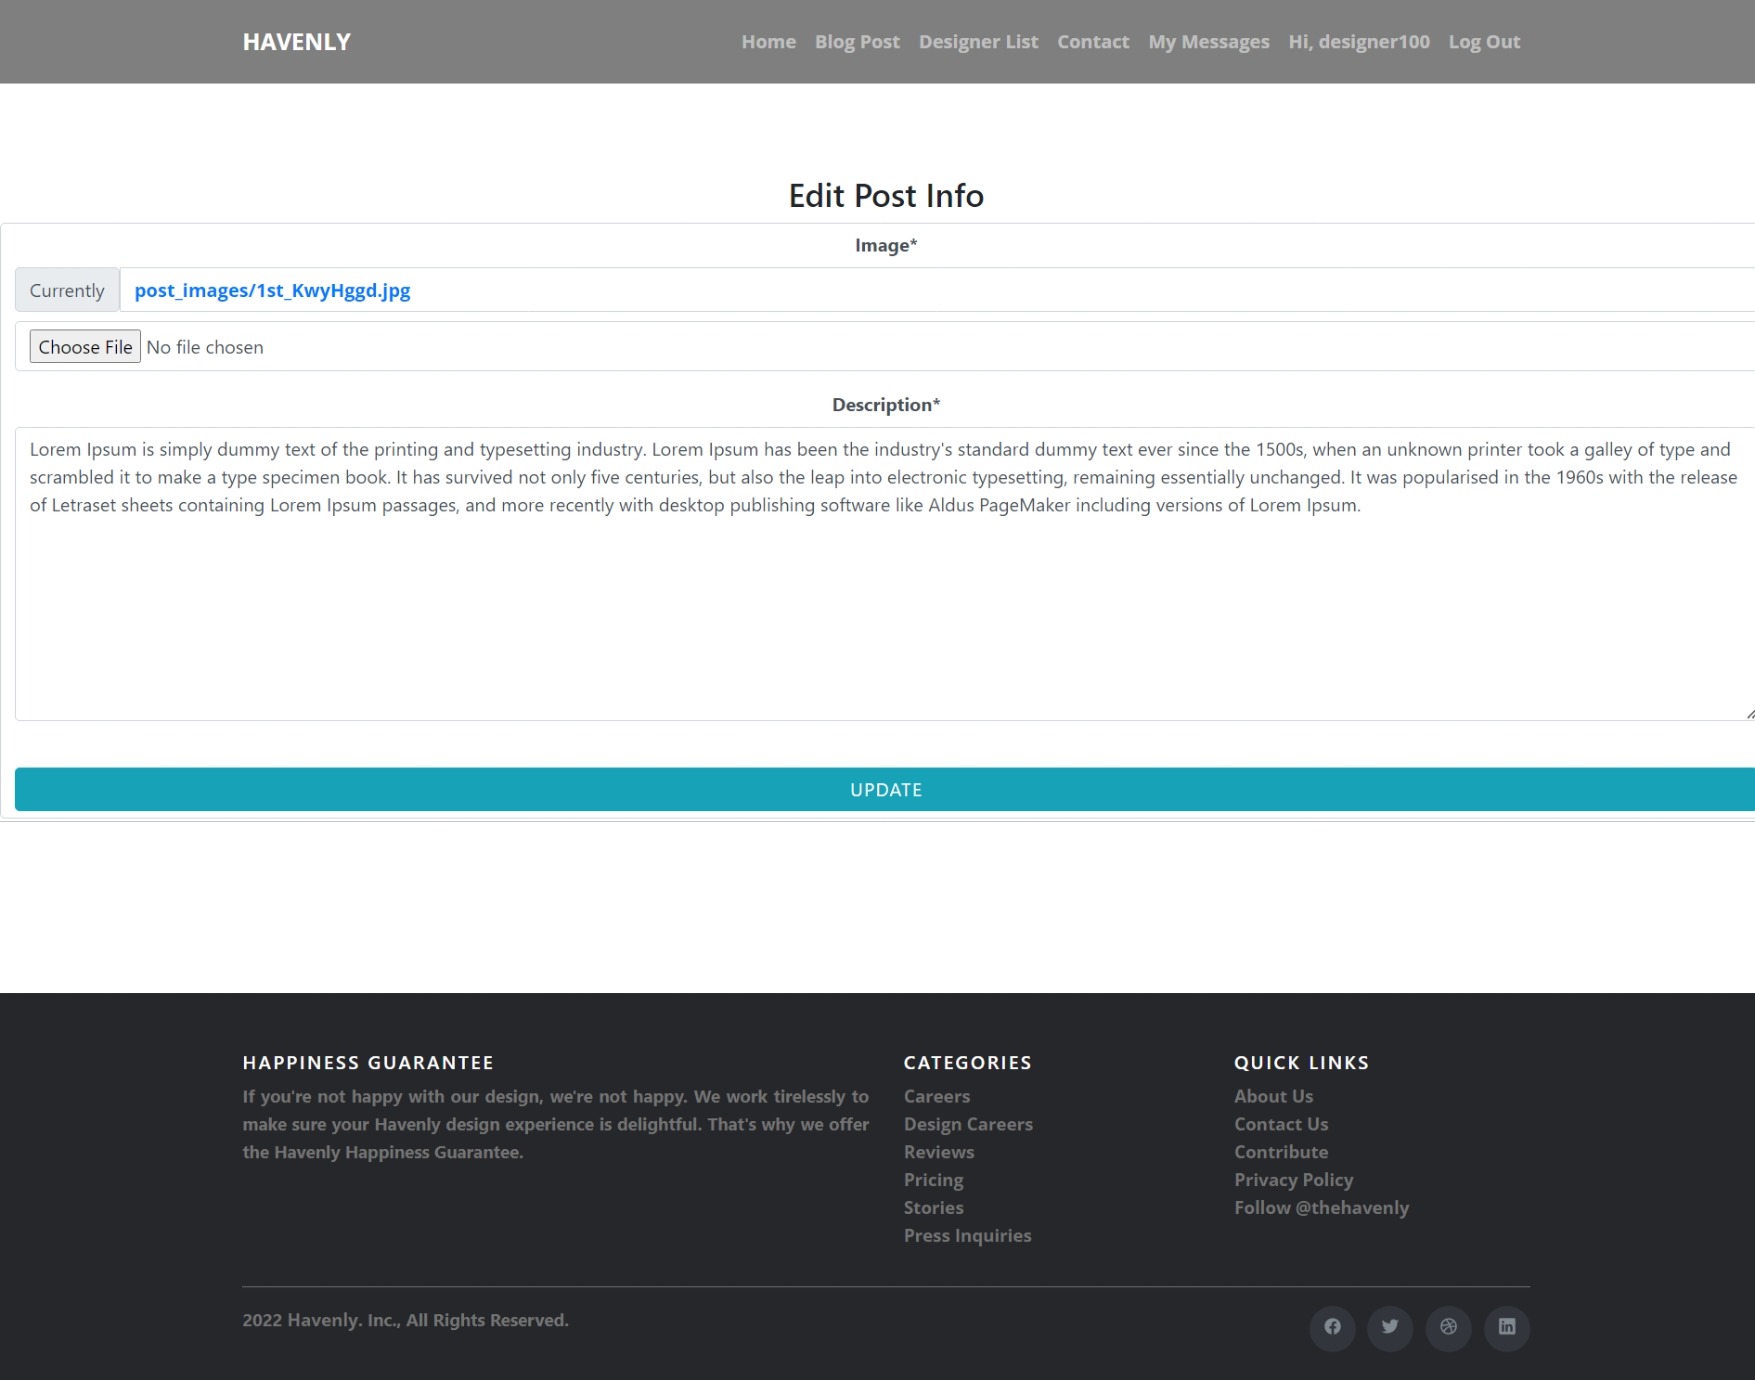 HAVENLY
Home Blog Post Designer List Contact My Messages Hi, designer100 Log Out
Edit Post Info
Image*
Currently post_images/1st_KwyHggd.jpg
Choose File No file chosen
Description*
Lorem Ipsum is simply dummy text of the printing and typesetting industry. Lorem Ipsum has been the industry's standard dummy text ever since the 1500s, when an unknown printer took a galley of type and
scrambled it to make a type specimen book. It has survived not only five centuries, but also the leap into electronic typesetting, remaining essentially unchanged. It was popularised in the 1960s with the release
of Letraset sheets containing Lorem Ipsum passages, and more recently with desktop publishing software like Aldus PageMaker including versions of Lorem Ipsum.
UPDATE
HAPPINESS GUARANTEE
If you're not happy with our design, we're not happy. We work tirelessly to
make sure your Havenly design experience is delightful. That's why we offer
the Havenly Happiness Guarantee.
CATEGORIES
Careers
Design Careers
Reviews
Pricing
Stories
Press Inquiries
QUICK LINKS
About Us
Contact Us
Contribute
Privacy Policy
Follow @thehavenly
2022 Havenly. Inc., All Rights Reserved.